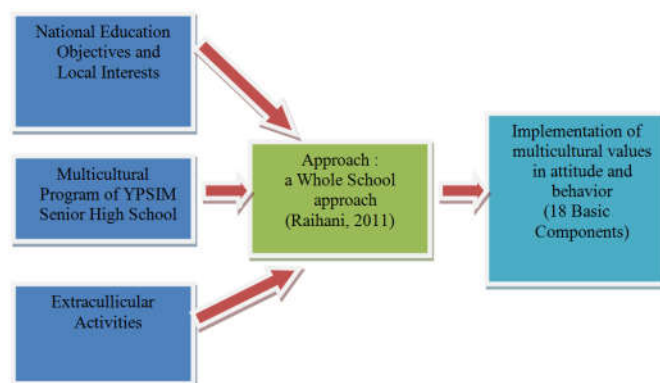 National Education
Objectives and
Local Interests
Multicultural
Program of YPSIM
Senior High School
Extracullicular
Activities
Approach :
a Whole School
approach
(Raihani, 2011)
Implementation of
multicultural values
in attitude and
behavior
(18 Basic
Components)